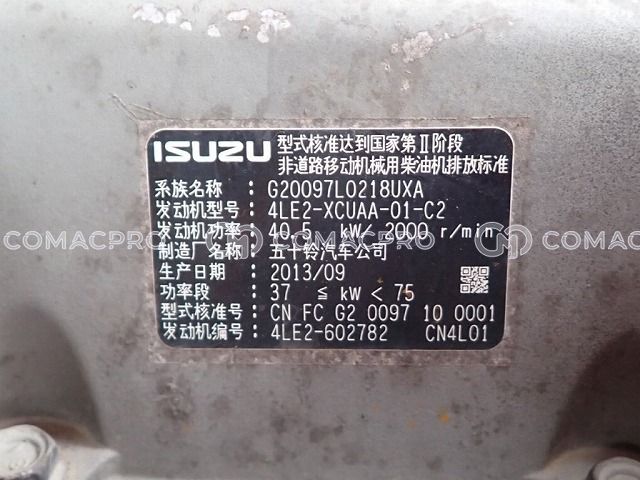 ISUZU 型式核准达到国家第Ⅱ阶段
非道路移动机械用柴油机排放标准
系族名称: G20097L0218UXA
发动机型号: 4LE2-XCUAA-01-C2
发动机功率: 40.5 kW/ 2000 r/min
制造厂名称: 五十铃汽车公司
生产日期: 2013/09
功率段: 37 ≦ kW < 75
型式核准号: CN FC G2 0097 10 0001
发动机编号: 4LE2-602782 CN4L01
COMACPRO COMACPRO COMACPRO